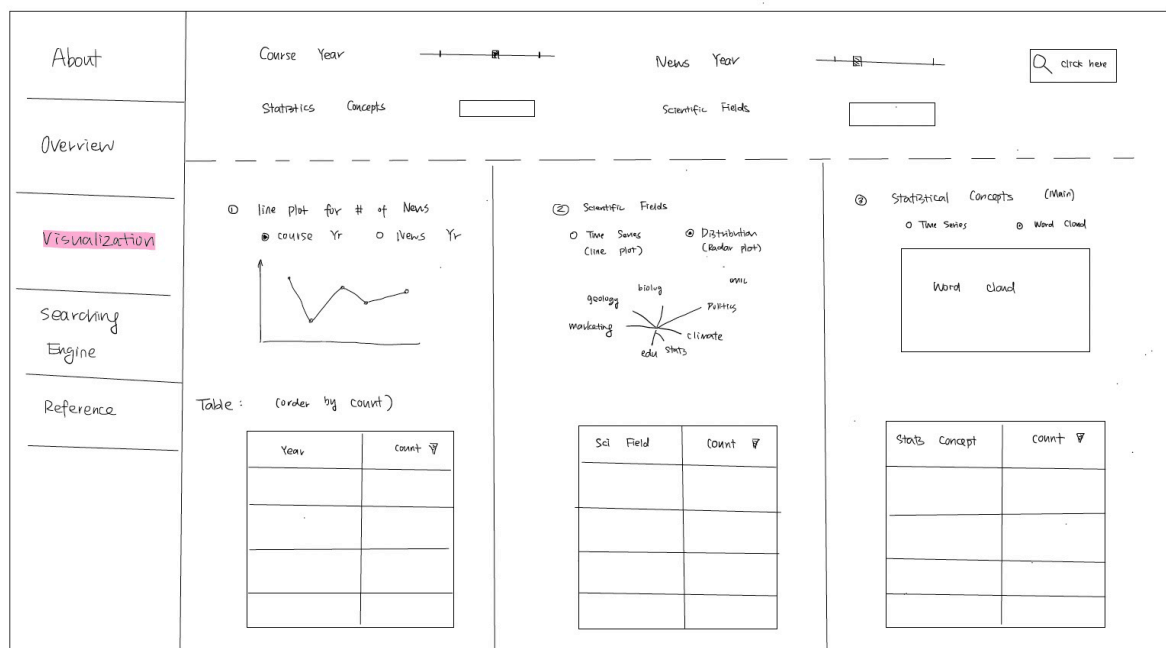 About
Overview
Visualization
Searching
Engine
Reference
Course Year
News Year
click here
Statistics Concepts
Scientific Fields
① line plot for # of News
course Yr
News Yr
② Scientific Fields
Time Series
(line plot)
Distribution
(Radar plot)
geology
biology
Politics
marketing
climate
edu
stats
③ Statistical Concepts (Main)
Time Series
Word Cloud
Word cloud
Table: (order by count)
Year
count
Sci Field
count
Stats Concept
count